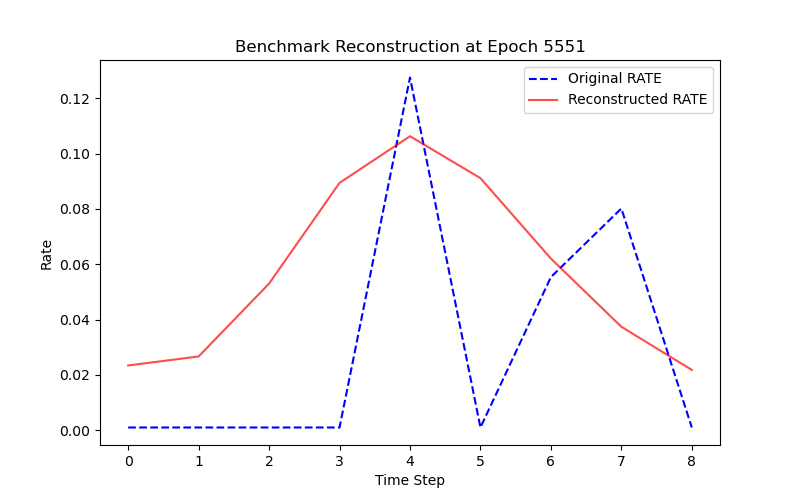 Benchmark Reconstruction at Epoch 5551
Original RATE
Reconstructed RATE
Rate
0.12
0.10
0.08
0.06
0.04
0.02
0.00
0 1 2 3 4 5 6 7 8
Time Step